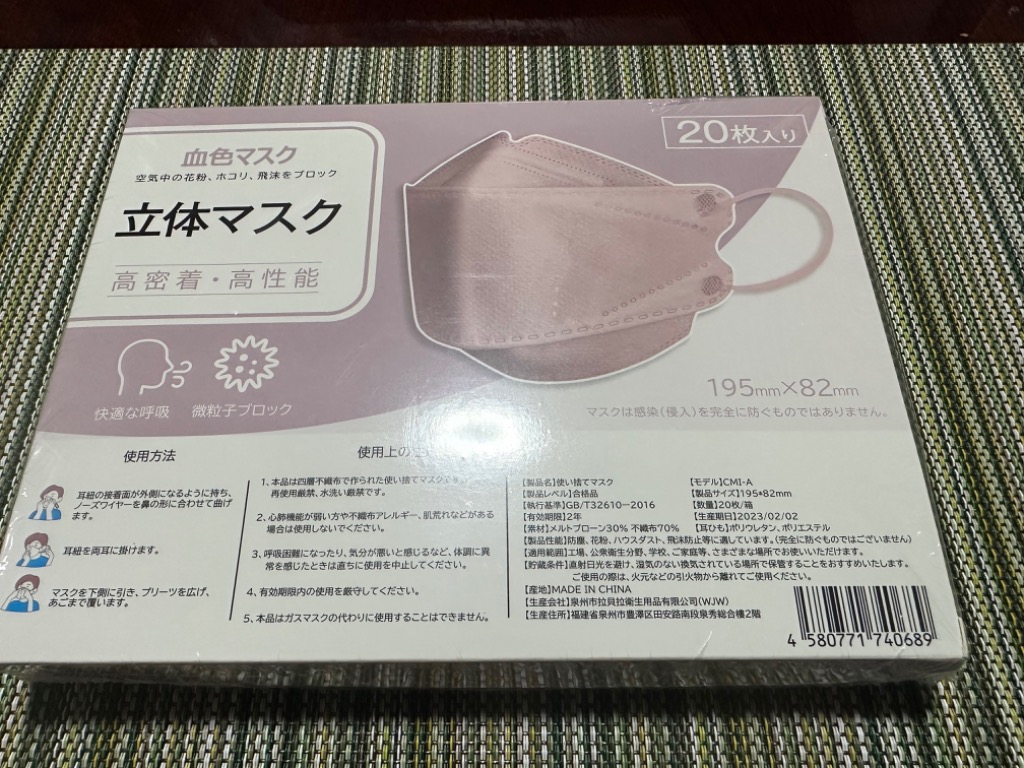 血色マスク
空気中の花粉、ホコリ、飛沫をブロック
立体マスク
高密着・高性能
20枚入り
快適な呼吸
微粒子ブロック
195mm×82mm
マスクは感染(侵入)を完全に防ぐものではありません。
使用方法
耳紐の接着面が外側になるように持ち、
ノーズワイヤーを鼻の形に合わせて曲げ
ます。
耳紐を両耳に掛けます。
マスクを下側に引き、プリーツを広げ、
あごまで覆います。
使用上の
1、本品は四層不織布で作られた使い捨てマスクです
再使用厳禁、水洗い厳禁です。
2、心肺機能が弱い方や不織布アレルギー、肌荒れなどがある
場合は使用しないでください。
3、呼吸困難になったり、気分が悪いと感じるなど、体調に異
常を感じたときは直ちに使用を中止してください。
4、有効期限内の使用を厳守してください。
5、本品はガスマスクの代わりに使用することはできません。
【製品名】使い捨てマスク
【モデル】CMI-A
【製品レベル】合格品
【製品サイズ】195*82mm
【執行基準】GB/T32610-2016
【数量】20枚/箱
【有効期限】2年
【生産期日】2023/02/02
【素材】メルトブローン30% 不織布70%
【耳ひも】ポリウレタン、ポリエステル
【製品性能】防塵、花粉、ハウスダスト、飛沫防止等に適しています。(完全に防ぐものではございません)
【適用範囲】工場、公衆衛生分野、学校、ご家庭等、さまざまな場所でお使いいただけます。
【貯蔵条件】直射日光を避け、湿気のない換気されている場所で保管することをおすすめいたします。
ご使用の際は、火元などの引火物から離れてご使用ください。
【産地】MADE IN CHINA
【生産会社】泉州市拉貝拉衛生用品有限公司(WJW)
【生産住所】福建省泉州市豊澤区田安路南段泉秀総合樓2階
4 580771 740689